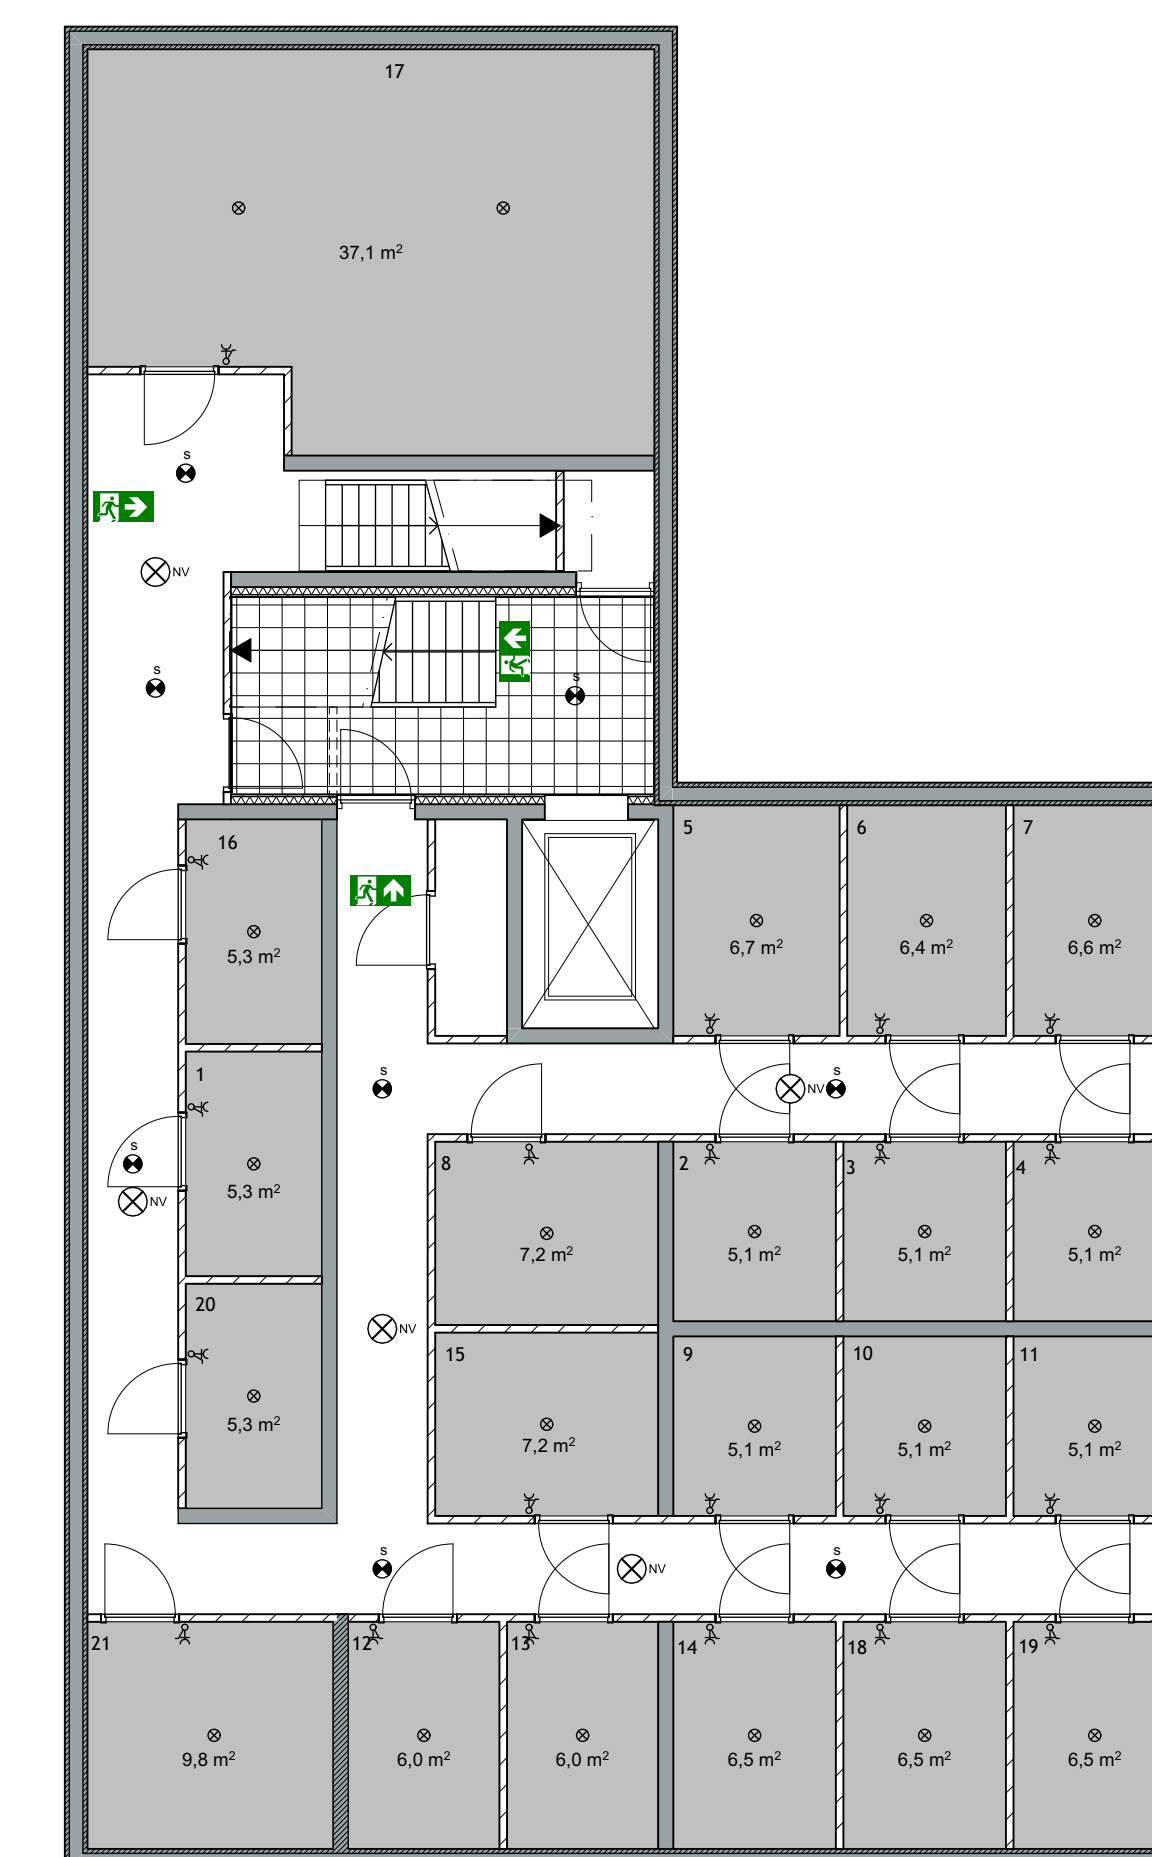 17
37,1 m²
s
NV
s
s
16
5,3 m²
5
6,7 m²
6
6,4 m²
7
6,6 m²
1
5,3 m²
s
NV
s
NV
s
8
7,2 m²
2
5,1 m²
3
5,1 m²
4
5,1 m²
20
5,3 m²
NV
15
7,2 m²
9
5,1 m²
10
5,1 m²
11
5,1 m²
s
NV
s
21
9,8 m²
12
6,0 m²
13
6,0 m²
14
6,5 m²
18
6,5 m²
19
6,5 m²